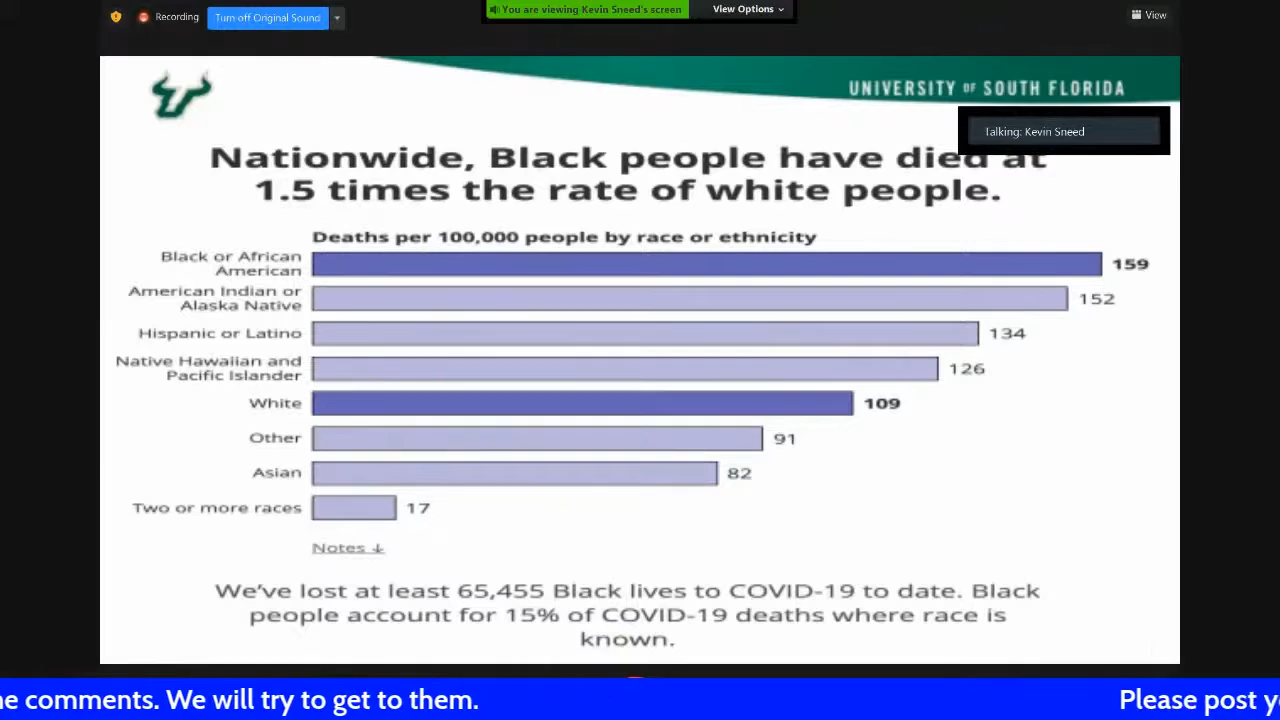 Recording
Turn off Original Sound
You are viewing Kevin Sneed's screen
View Options
View
UNIVERSITY OF SOUTH FLORIDA
Talking: Kevin Sneed
Nationwide, Black people have died at
1.5 times the rate of white people.
Deaths per 100,000 people by race or ethnicity
Black or African
American
159
American Indian or
Alaska Native
152
Hispanic or Latino
134
Native Hawaiian and
Pacific Islander
126
White
109
Other
91
Asian
82
Two or more races
17
Notes ↓
We've lost at least 65,455 Black lives to COVID-19 to date. Black
people account for 15% of COVID-19 deaths where race is
known.
comments. We will try to get to them.
Please post